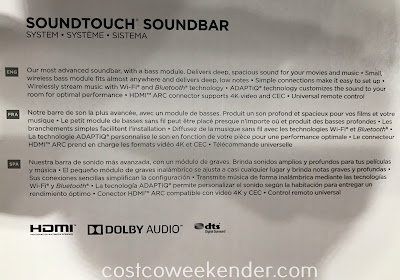 SOUNDTOUCH® SOUNDBAR
SYSTEM • SYSTÈME • SISTEMA
ENG Our most advanced soundbar, with a bass module. Delivers deep, spacious sound for your movies and music • Small,
wireless bass module fits almost anywhere and delivers deep, low notes • Simple connections make it easy to set up •
Wirelessly stream music with Wi-Fi® and Bluetooth® technology • ADAPTiQ® technology customizes the sound to your
room for optimal performance • HDMI™ ARC connector supports 4K video and CEC • Universal remote control
FRA Notre barre de son la plus avancée, avec un module de basses. Produit un son profond et spacieux pour vos films et votre
musique • Le petit module de basses sans fil peut être placé presque n'importe où et produit des basses profondes • Les
branchements simples facilitent l'installation • Diffusez de la musique sans fil avec les technologies Wi-Fi et Bluetooth •
La technologie ADAPTiQ personnalise le son en fonction de votre pièce pour une performance optimale • Le connecteur
HDMI™ ARC prend en charge les formats vidéo 4K et CEC • Télécommande universelle
SPA Nuestra barra de sonido más avanzada, con un módulo de graves. Brinda sonidos amplios y profundos para tus películas
y música • El pequeño módulo de graves inalámbrico se ajusta a casi cualquier lugar y brinda notas graves y profundas •
Sus conexiones sencillas simplifican la configuración • Transmite música de forma inalámbrica mediante las tecnologías
Wi-Fi y Bluetooth • La tecnología ADAPTiQ permite personalizar el sonido según la habitación para entregar un
rendimiento óptimo • Conector HDMI™ ARC compatible con video 4K y CEC • Control remoto universal
HDMI DOLBY AUDIO™ dts
Digital Surround
costcoweekender.com